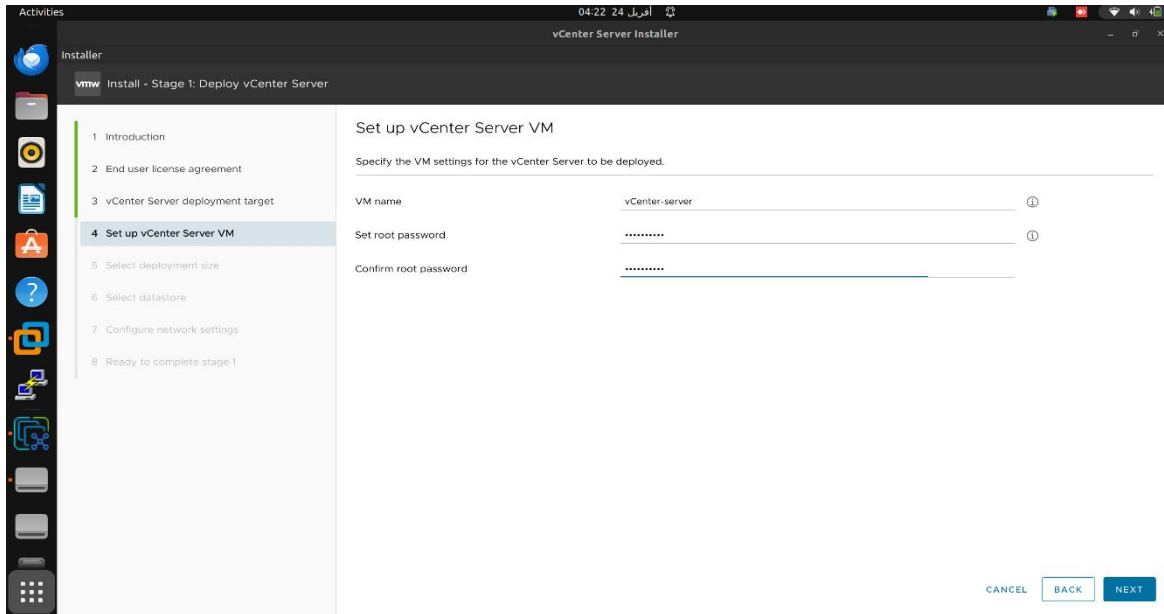 Activities
04:22 24 أفريل
vCenter Server Installer
Installer
vmw Install - Stage 1: Deploy vCenter Server
1 Introduction
2 End user license agreement
3 vCenter Server deployment target
4 Set up vCenter Server VM
5 Select deployment size
6 Select datastore
7 Configure network settings
8 Ready to complete stage 1
Set up vCenter Server VM
Specify the VM settings for the vCenter Server to be deployed.
VM name vCenter-server
Set root password ••••••••••
Confirm root password ••••••••••
CANCEL BACK NEXT